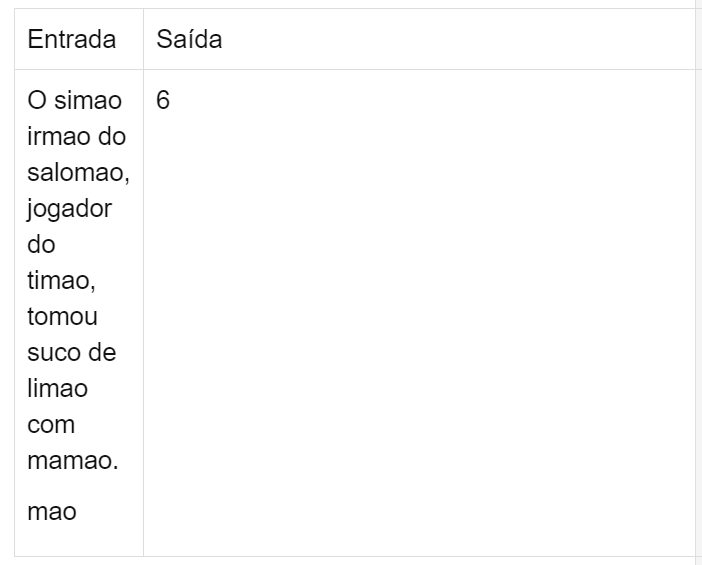 Entrada
Saída
O simao
irmao do
salomao,
jogador
do
timao,
tomou
suco de
limao
com
mamao.
mao
6